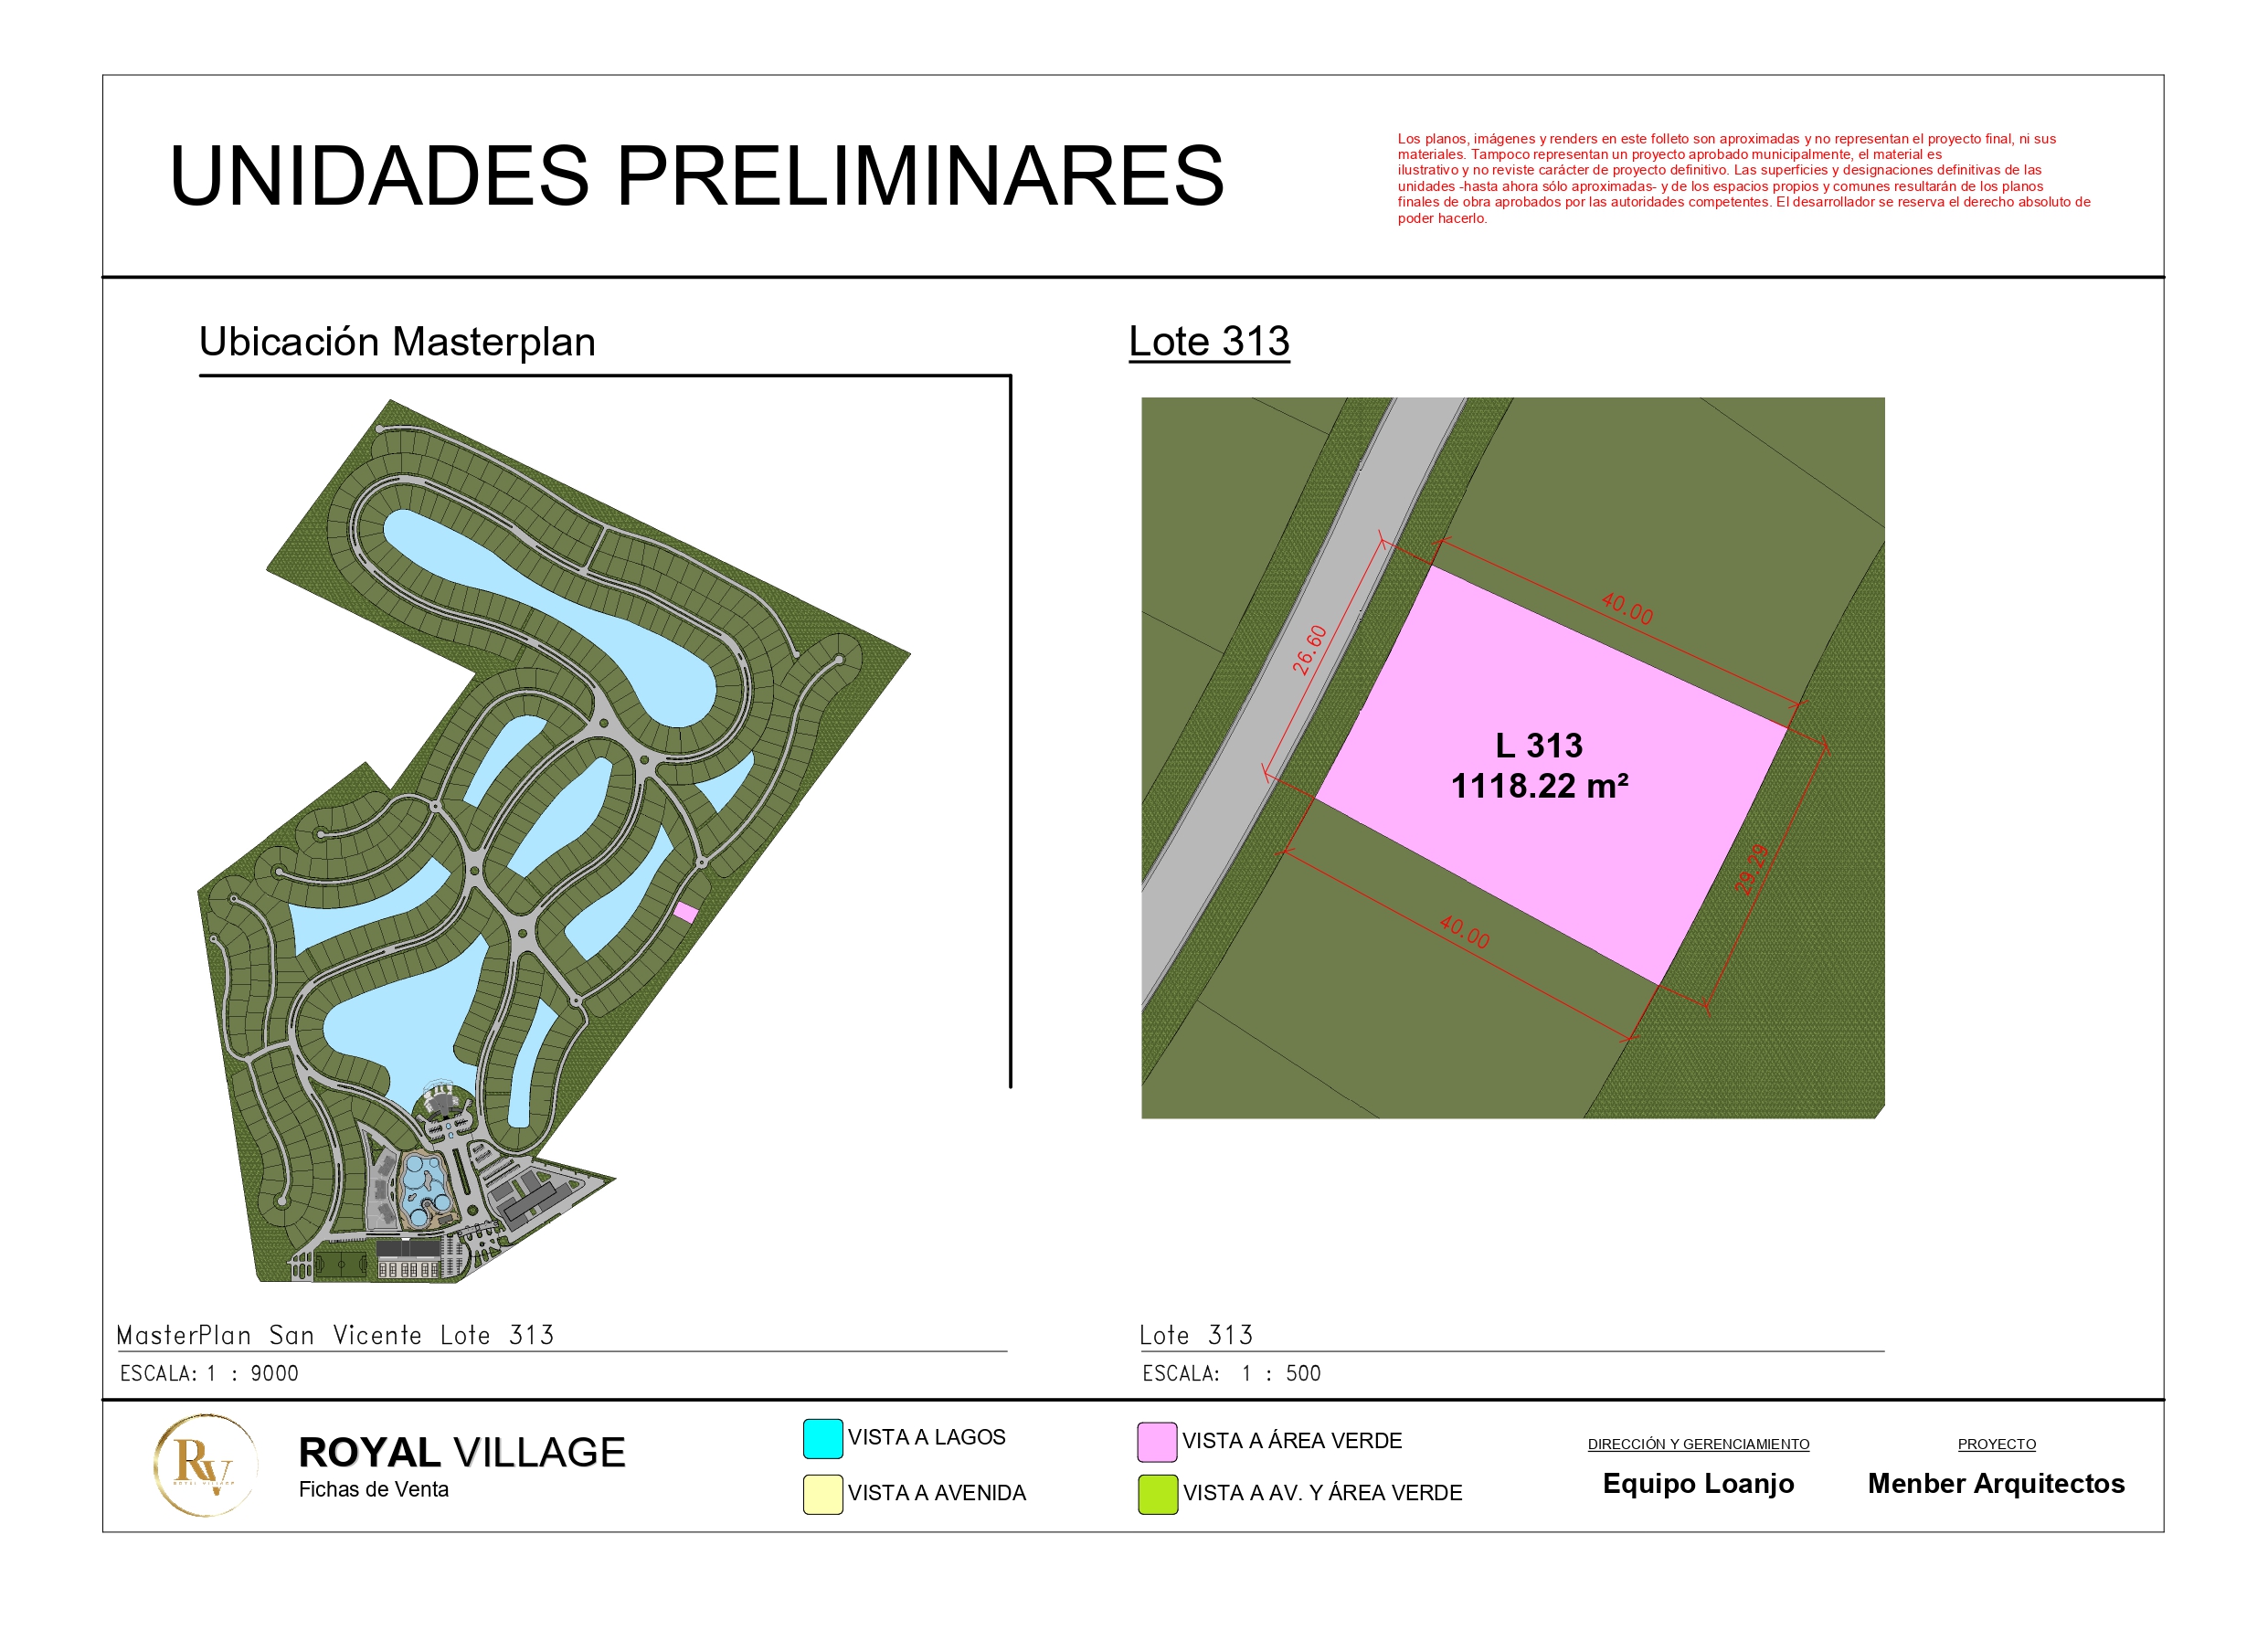 UNIDADES PRELIMINARES
Los planos, imágenes y renders en este folleto son aproximadas y no representan el proyecto final, ni sus
materiales. Tampoco representan un proyecto aprobado municipalmente, el material es
ilustrativo y no reviste carácter de proyecto definitivo. Las superficies y designaciones definitivas de las
unidades -hasta ahora sólo aproximadas- y de los espacios propios y comunes resultarán de los planos
finales de obra aprobados por las autoridades competentes. El desarrollador se reserva el derecho absoluto de
poder hacerlo.
Ubicación Masterplan
Lote 313
40.00
26.60
L 313
1118.22 m²
29.29
40.00
MasterPlan San Vicente Lote 313
ESCALA: 1 : 9000
Lote 313
ESCALA: 1 : 500
RV
ROYAL VILLAGE
ROYAL VILLAGE
Fichas de Venta
VISTA A LAGOS
VISTA A AVENIDA
VISTA A ÁREA VERDE
VISTA A AV. Y ÁREA VERDE
DIRECCIÓN Y GERENCIAMIENTO
Equipo Loanjo
PROYECTO
Menber Arquitectos